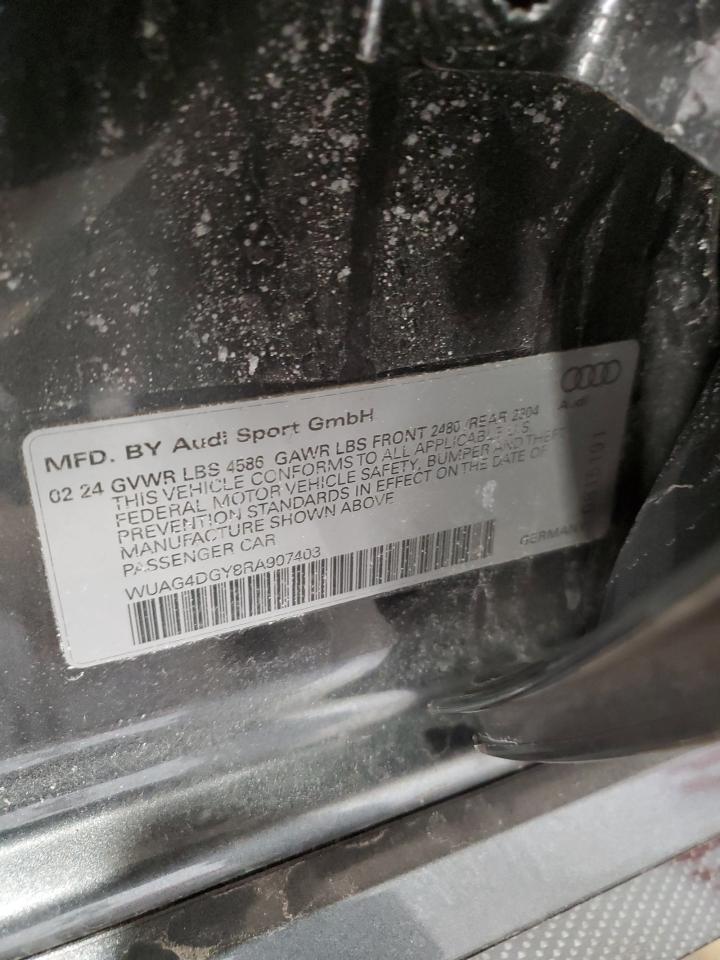 MFD. BY Audi Sport GmbH
Audi
02 24 GVWR LBS 4586 GAWR LBS FRONT 2480 /REAR 2304
THIS VEHICLE CONFORMS TO ALL APPLICABLE U.S.
FEDERAL MOTOR VEHICLE SAFETY, BUMPER AND THEFT
PREVENTION STANDARDS IN EFFECT ON THE DATE OF
MANUFACTURE SHOWN ABOVE
PASSENGER CAR
WUAG4DGY8RA907403